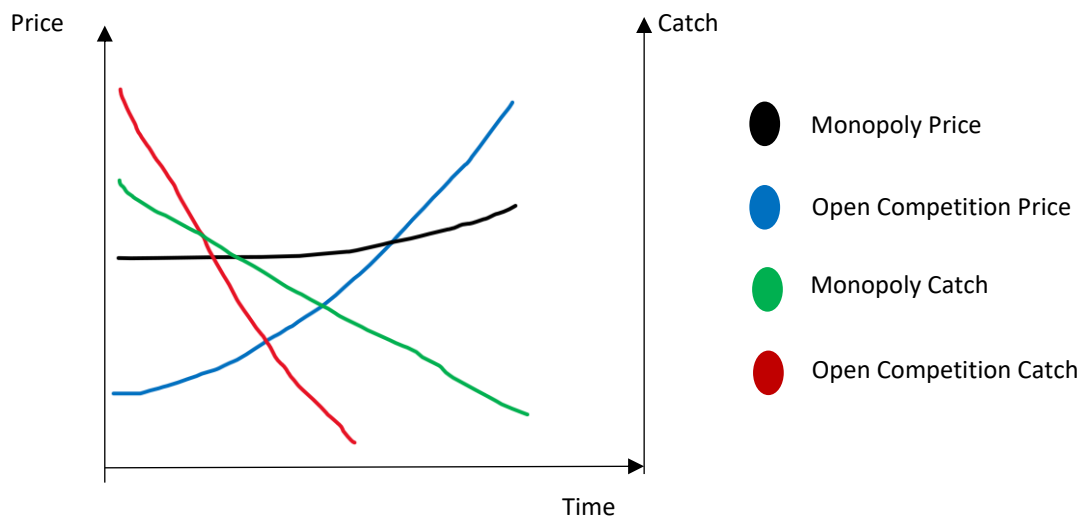 Price
Catch
Monopoly Price
Open Competition Price
Monopoly Catch
Open Competition Catch
Time